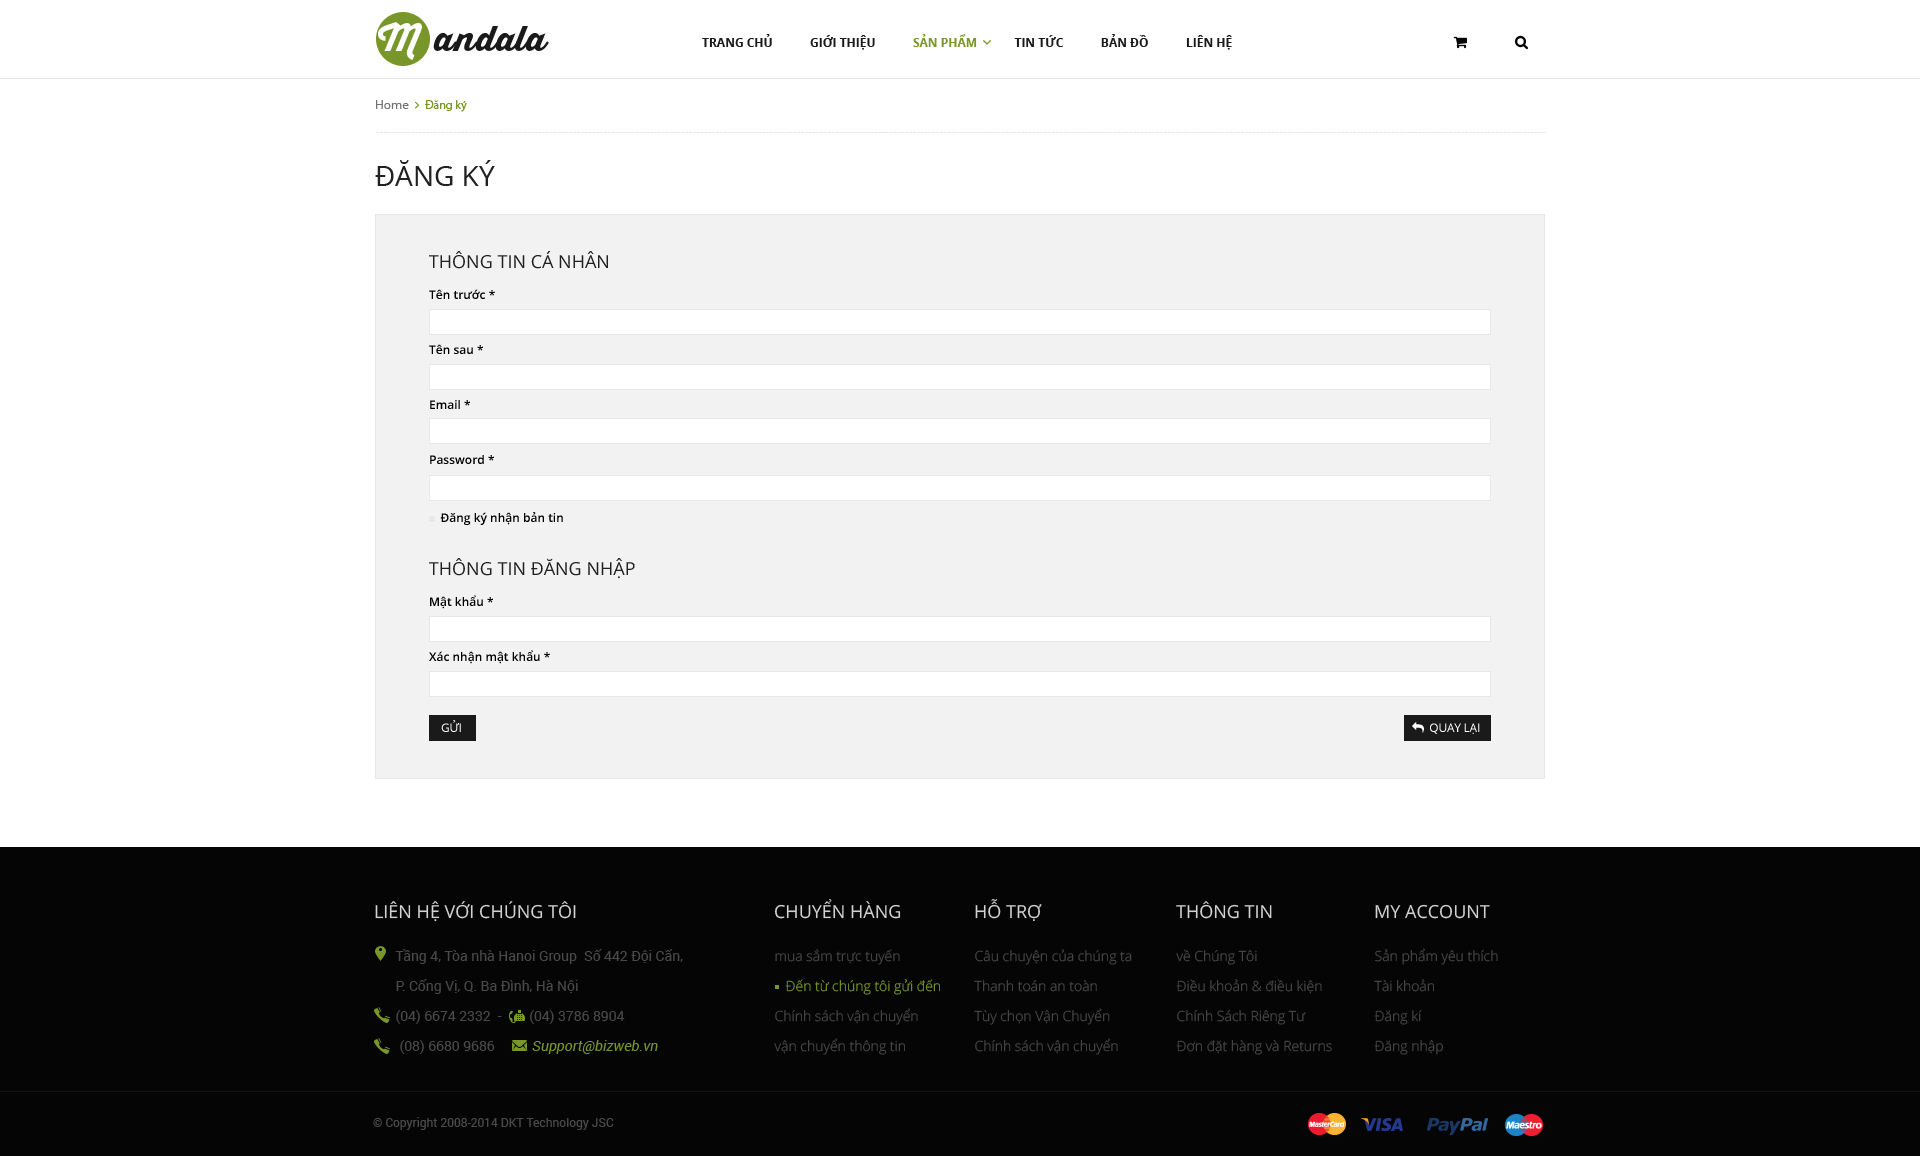 Mandala
TRANG CHỦ GIỚI THIỆU SẢN PHẨM TIN TỨC BẢN ĐỒ LIÊN HỆ
Home > Đăng ký
ĐĂNG KÝ
THÔNG TIN CÁ NHÂN
Tên trước *
Tên sau *
Email *
Password *
Đăng ký nhận bản tin
THÔNG TIN ĐĂNG NHẬP
Mật khẩu *
Xác nhận mật khẩu *
GỬI
QUAY LẠI
LIÊN HỆ VỚI CHÚNG TÔI
Tầng 4, Tòa nhà Hanoi Group Số 442 Đội Cấn,
P. Cống Vị, Q. Ba Đình, Hà Nội
(04) 6674 2332 - (04) 3786 8904
(08) 6680 9686 Support@bizweb.vn
CHUYỂN HÀNG
mua sắm trực tuyến
Đến từ chúng tôi gửi đến
Chính sách vận chuyển
vận chuyển thông tin
HỖ TRỢ
Câu chuyện của chúng ta
Thanh toán an toàn
Tùy chọn Vận Chuyển
Chính sách vận chuyển
THÔNG TIN
về Chúng Tôi
Điều khoản & điều kiện
Chính Sách Riêng Tư
Đơn đặt hàng và Returns
MY ACCOUNT
Sản phẩm yêu thích
Tài khoản
Đăng kí
Đăng nhập
© Copyright 2008-2014 DKT Technology JSC
MasterCard VISA PayPal Maestro